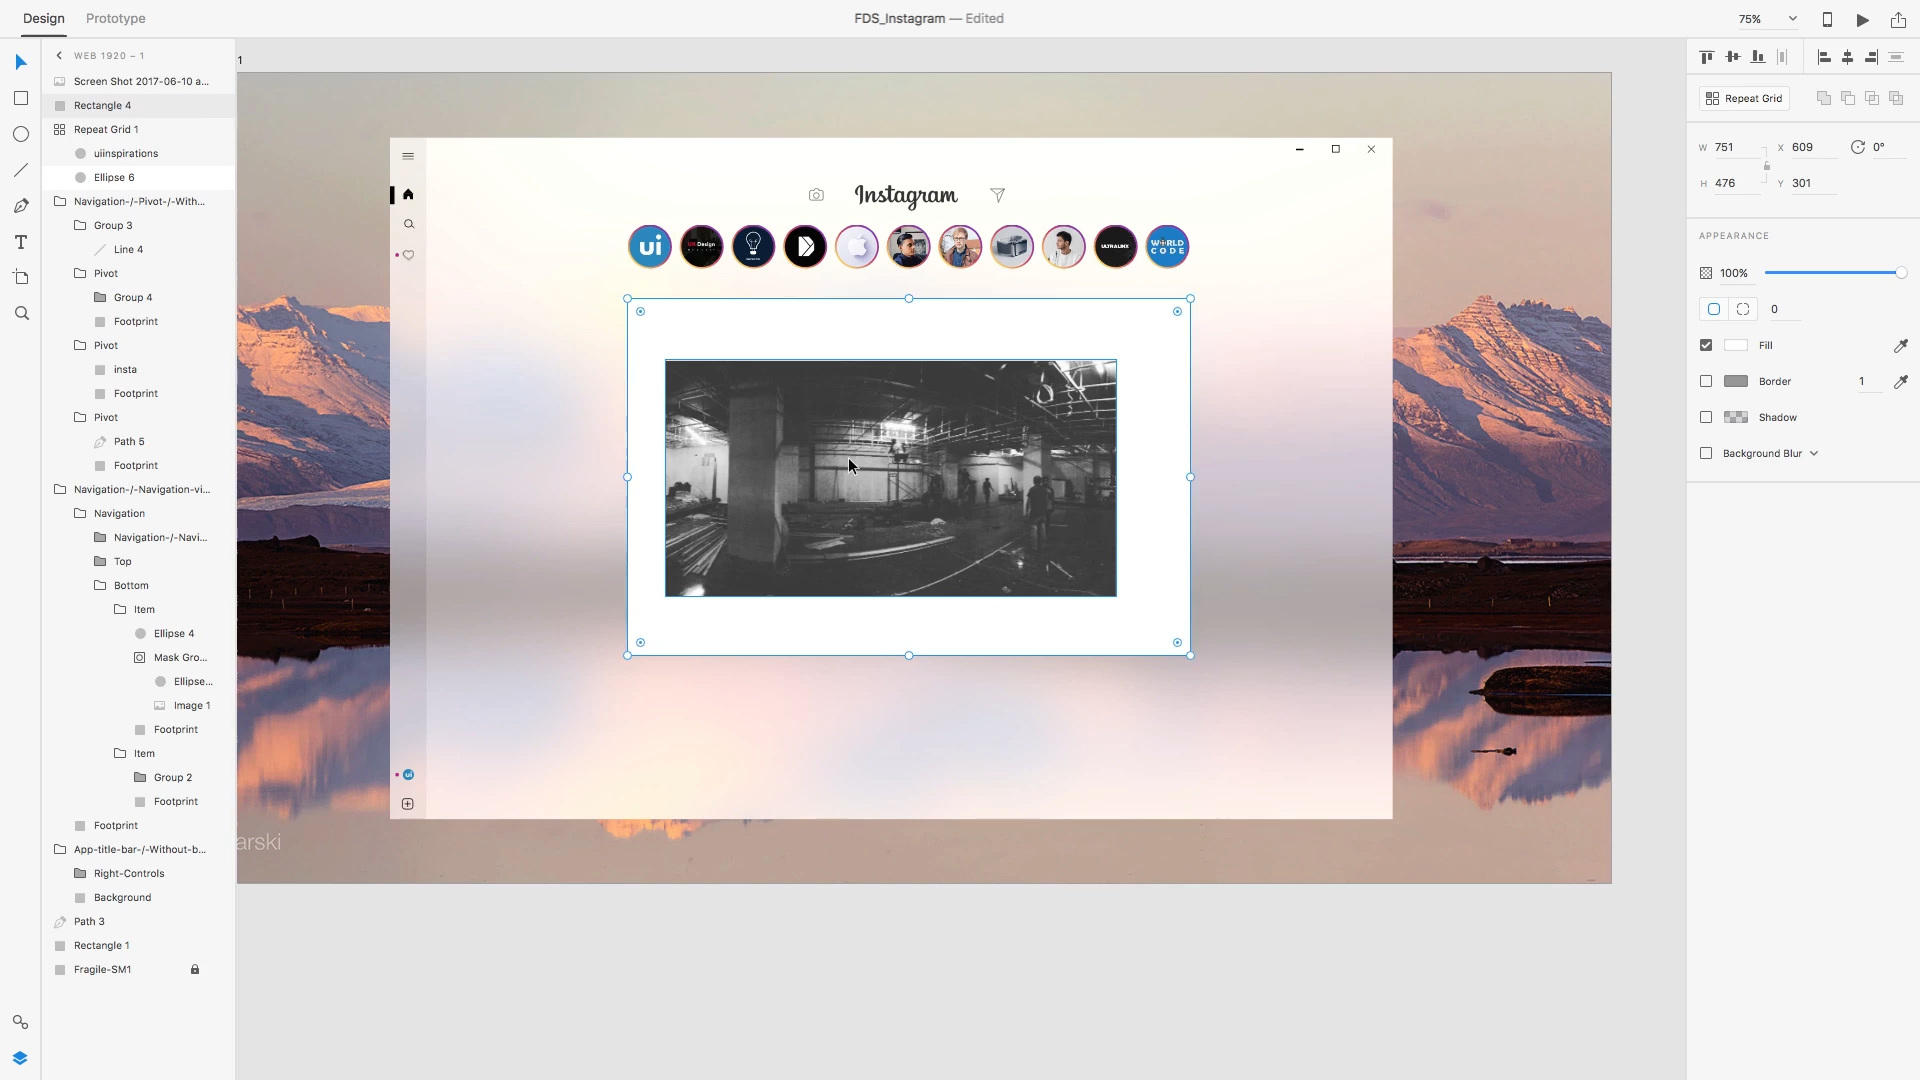 Design Prototype FDS_Instagram — Edited 75%
WEB 1920 – 1
1
Screen Shot 2017-06-10 a...
Rectangle 4
Repeat Grid 1
uiinspirations
Ellipse 6
Navigation-/-Pivot-/-With...
Group 3
Line 4
Pivot
Group 4
Footprint
Pivot
insta
Footprint
Pivot
Path 5
Footprint
Navigation-/-Navigation-vi...
Navigation
Navigation-/-Navi...
Top
Bottom
Item
Ellipse 4
Mask Gro...
Ellipse...
Image 1
Footprint
Item
Group 2
Footprint
Footprint
App-title-bar-/-Without-b...
Right-Controls
Background
Path 3
Rectangle 1
Fragile-SM1
Instagram
ui
UX Design
ULTRALINX
WORLD
CODE
ui
arski
Repeat Grid
W 751 X 609 0°
H 476 Y 301
APPEARANCE
100%
0
Fill
Border 1
Shadow
Background Blur